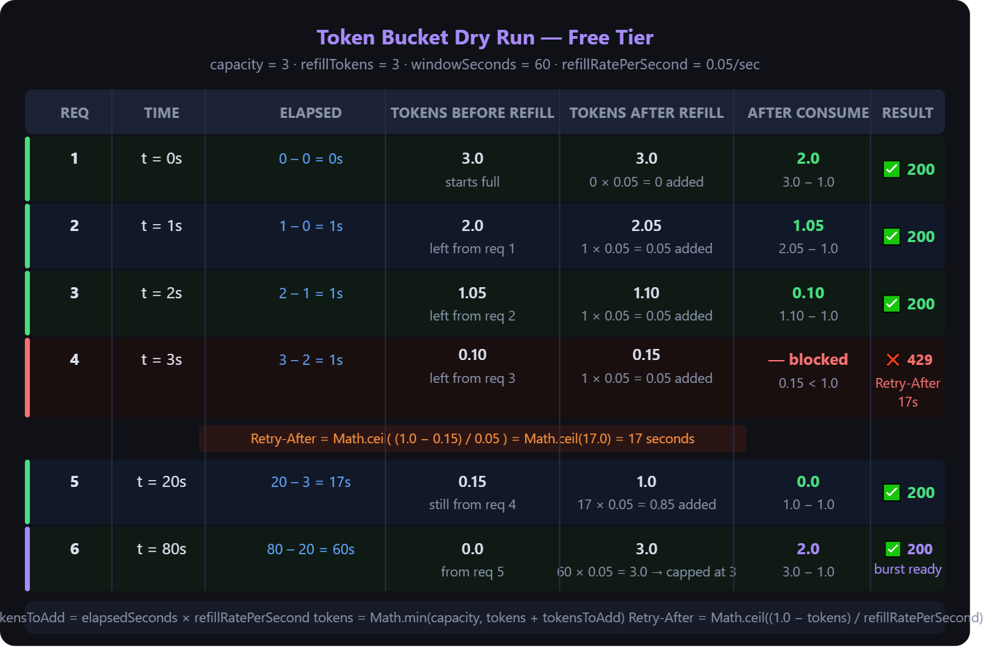 Token Bucket Dry Run — Free Tier
capacity = 3 · refillTokens = 3 · windowSeconds = 60 · refillRatePerSecond = 0.05/sec
REQ TIME ELAPSED TOKENS BEFORE REFILL TOKENS AFTER REFILL AFTER CONSUME RESULT
1 t = 0s 0 – 0 = 0s 3.0 3.0 2.0 ✅ 200
starts full 0 × 0.05 = 0 added 3.0 − 1.0
2 t = 1s 1 – 0 = 1s 2.0 2.05 1.05 ✅ 200
left from req 1 1 × 0.05 = 0.05 added 2.05 − 1.0
3 t = 2s 2 – 1 = 1s 1.05 1.10 0.10 ✅ 200
left from req 2 1 × 0.05 = 0.05 added 1.10 − 1.0
4 t = 3s 3 – 2 = 1s 0.10 0.15 — blocked ❌ 429
left from req 3 1 × 0.05 = 0.05 added 0.15 < 1.0 Retry-After
17s
Retry-After = Math.ceil( (1.0 − 0.15) / 0.05 ) = Math.ceil(17.0) = 17 seconds
5 t = 20s 20 – 3 = 17s 0.15 1.0 0.0 ✅ 200
still from req 4 17 × 0.05 = 0.85 added 1.0 − 1.0
6 t = 80s 80 – 20 = 60s 0.0 3.0 2.0 ✅ 200
from req 5 60 × 0.05 = 3.0 → capped at 3 3.0 − 1.0 burst ready
kensToAdd = elapsedSeconds × refillRatePerSecond tokens = Math.min(capacity, tokens + tokensToAdd) Retry-After = Math.ceil((1.0 − tokens) / refillRatePerSecond)